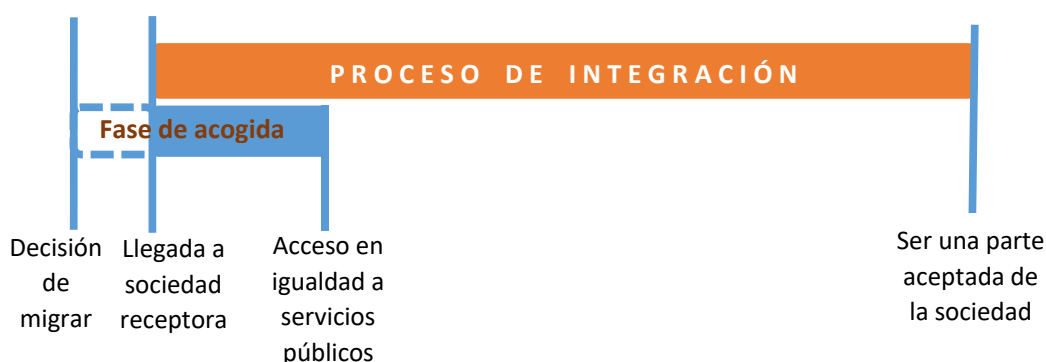 PROCESO DE INTEGRACIÓN
Fase de acogida
Decisión
de
migrar
Llegada a
sociedad
receptora
Acceso en
igualdad a
servicios
públicos
Ser una parte
aceptada de
la sociedad